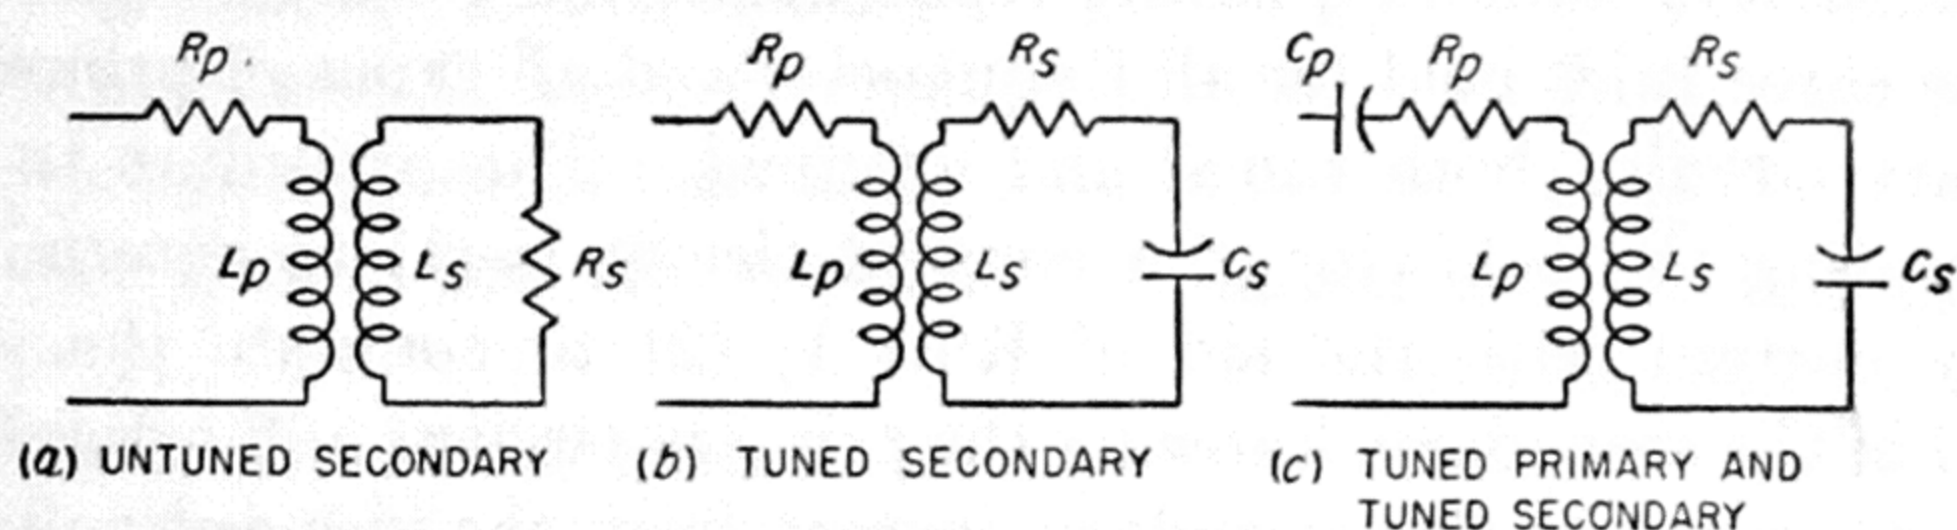 Rp.
Rp
Rs
Cp
Rp
Rs
Lp
Ls
Rs
Lp
Ls
Cs
Lp
Ls
Cs
(a) UNTUNED SECONDARY
(b) TUNED SECONDARY
(c) TUNED PRIMARY AND
TUNED SECONDARY